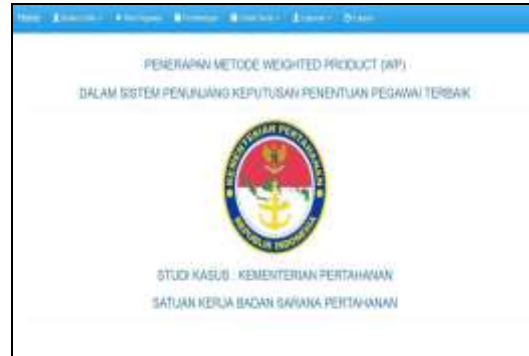 Home
PENERAPAN METODE WEIGHTED PRODUCT (WP)
DALAM SISTEM PENUNJANG KEPUTUSAN PENENTUAN PEGAWAI TERBAIK
KEMENTERIAN PERTAHANAN
REPUBLIK INDONESIA
STUDI KASUS : KEMENTERIAN PERTAHANAN
SATUAN KERJA BADAN SARANA PERTAHANAN